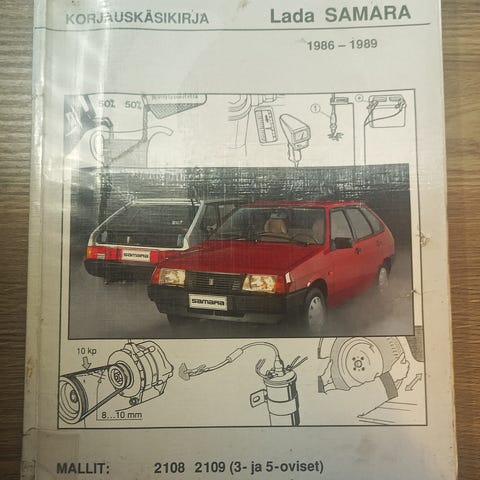 KORJAUSKÄSIKIRJA Lada SAMARA
1986 – 1989
50% 50%
1
SAMARA
SAMARA
10 kp
8...10 mm
MALLIT: 2108 2109 (3- ja 5-oviset)